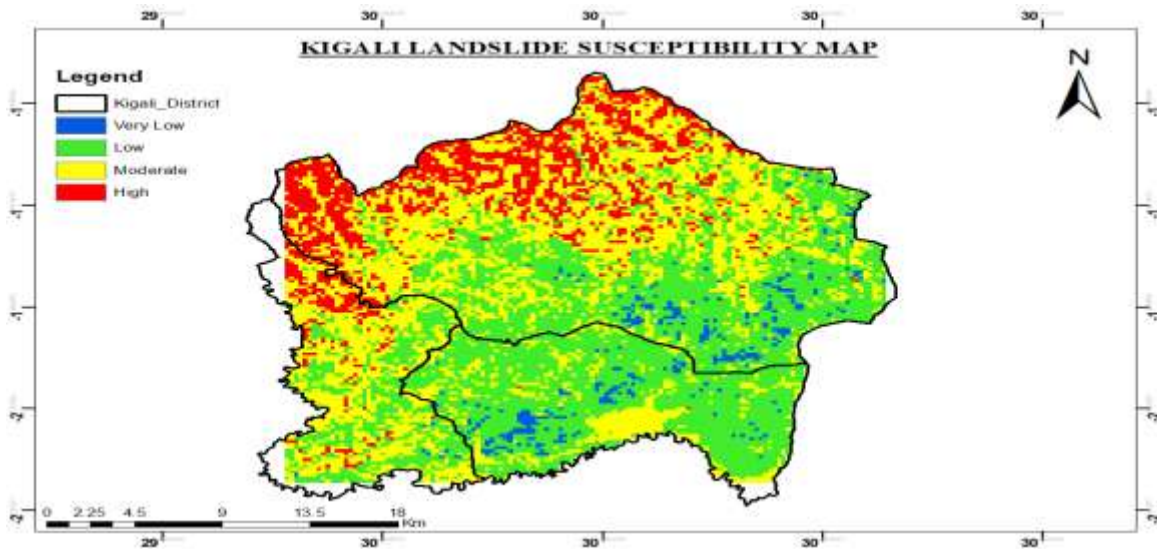 29 30 30 30 30
KIGALI LANDSLIDE SUSCEPTIBILITY MAP
N
Legend
Kigali_District
Very Low
Low
Moderate
High
-1 -1
-1 -1
-1 -1
-2 -2
-2 -2
0 2.25 4.5 9 13.5 18
Km
29 30 30 30 30